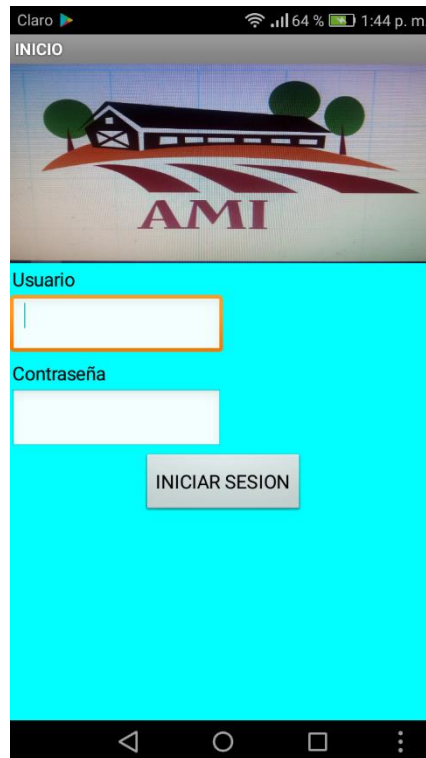 Claro 64 % 1:44 p. m
INICIO
AMI
Usuario
Contraseña
INICIAR SESION